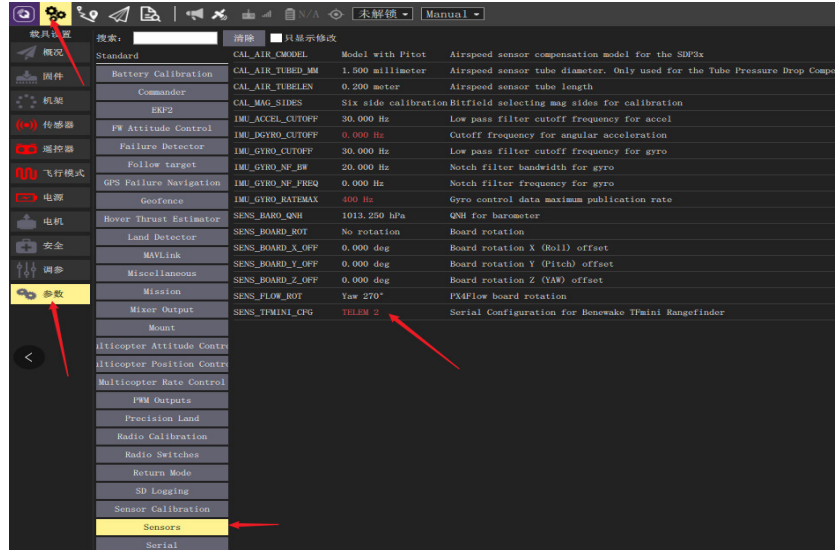 N/A 未解锁 Manual
载具设置
概况
固件
机架
传感器
遥控器
飞行模式
电源
电机
安全
调参
参数
搜索: 清除 只显示修改
Standard
Battery Calibration
Commander
EKF2
FW Attitude Control
Failure Detector
Follow target
GPS Failure Navigation
Geofence
Hover Thrust Estimator
Land Detector
MAVLink
Miscellaneous
Mission
Mixer Output
Mount
ulticopter Attitude Contro
ulticopter Position Contro
Multicopter Rate Control
PWM Outputs
Precision Land
Radio Calibration
Radio Switches
Return Mode
SD Logging
Sensor Calibration
Sensors
Serial
CAL_AIR_CMODEL Model with Pitot Airspeed sensor compensation model for the SDP3x
CAL_AIR_TUBED_MM 1.500 millimeter Airspeed sensor tube diameter. Only used for the Tube Pressure Drop Compe
CAL_AIR_TUBELEN 0.200 meter Airspeed sensor tube length
CAL_MAG_SIDES Six side calibration Bitfield selecting mag sides for calibration
IMU_ACCEL_CUTOFF 30.000 Hz Low pass filter cutoff frequency for accel
IMU_DGYRO_CUTOFF 0.000 Hz Cutoff frequency for angular acceleration
IMU_GYRO_CUTOFF 30.000 Hz Low pass filter cutoff frequency for gyro
IMU_GYRO_NF_BW 20.000 Hz Notch filter bandwidth for gyro
IMU_GYRO_NF_FREQ 0.000 Hz Notch filter frequency for gyro
IMU_GYRO_RATEMAX 400 Hz Gyro control data maximum publication rate
SENS_BARO_QNH 1013.250 hPa QNH for barometer
SENS_BOARD_ROT No rotation Board rotation
SENS_BOARD_X_OFF 0.000 deg Board rotation X (Roll) offset
SENS_BOARD_Y_OFF 0.000 deg Board rotation Y (Pitch) offset
SENS_BOARD_Z_OFF 0.000 deg Board rotation Z (YAW) offset
SENS_FLOW_ROT Yaw 270° PX4Flow board rotation
SENS_TFMINI_CFG TELEM 2 Serial Configuration for Benewake TFmini Rangefinder